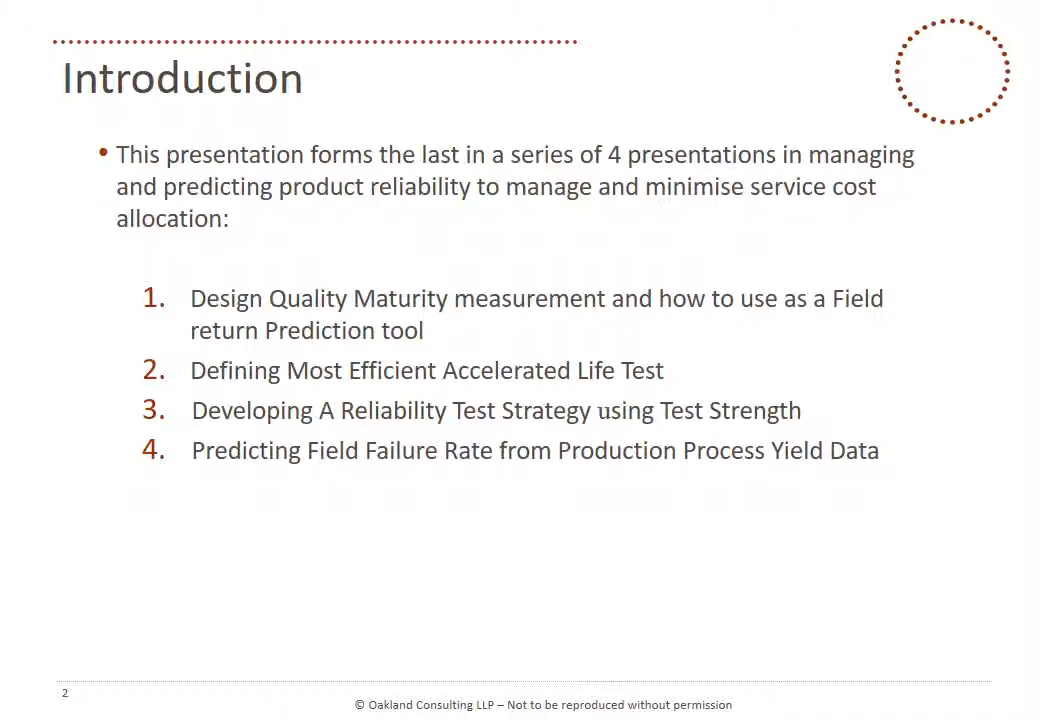 Introduction
• This presentation forms the last in a series of 4 presentations in managing
and predicting product reliability to manage and minimise service cost
allocation:
1. Design Quality Maturity measurement and how to use as a Field
return Prediction tool
2. Defining Most Efficient Accelerated Life Test
3. Developing A Reliability Test Strategy using Test Strength
4. Predicting Field Failure Rate from Production Process Yield Data
2
© Oakland Consulting LLP – Not to be reproduced without permission